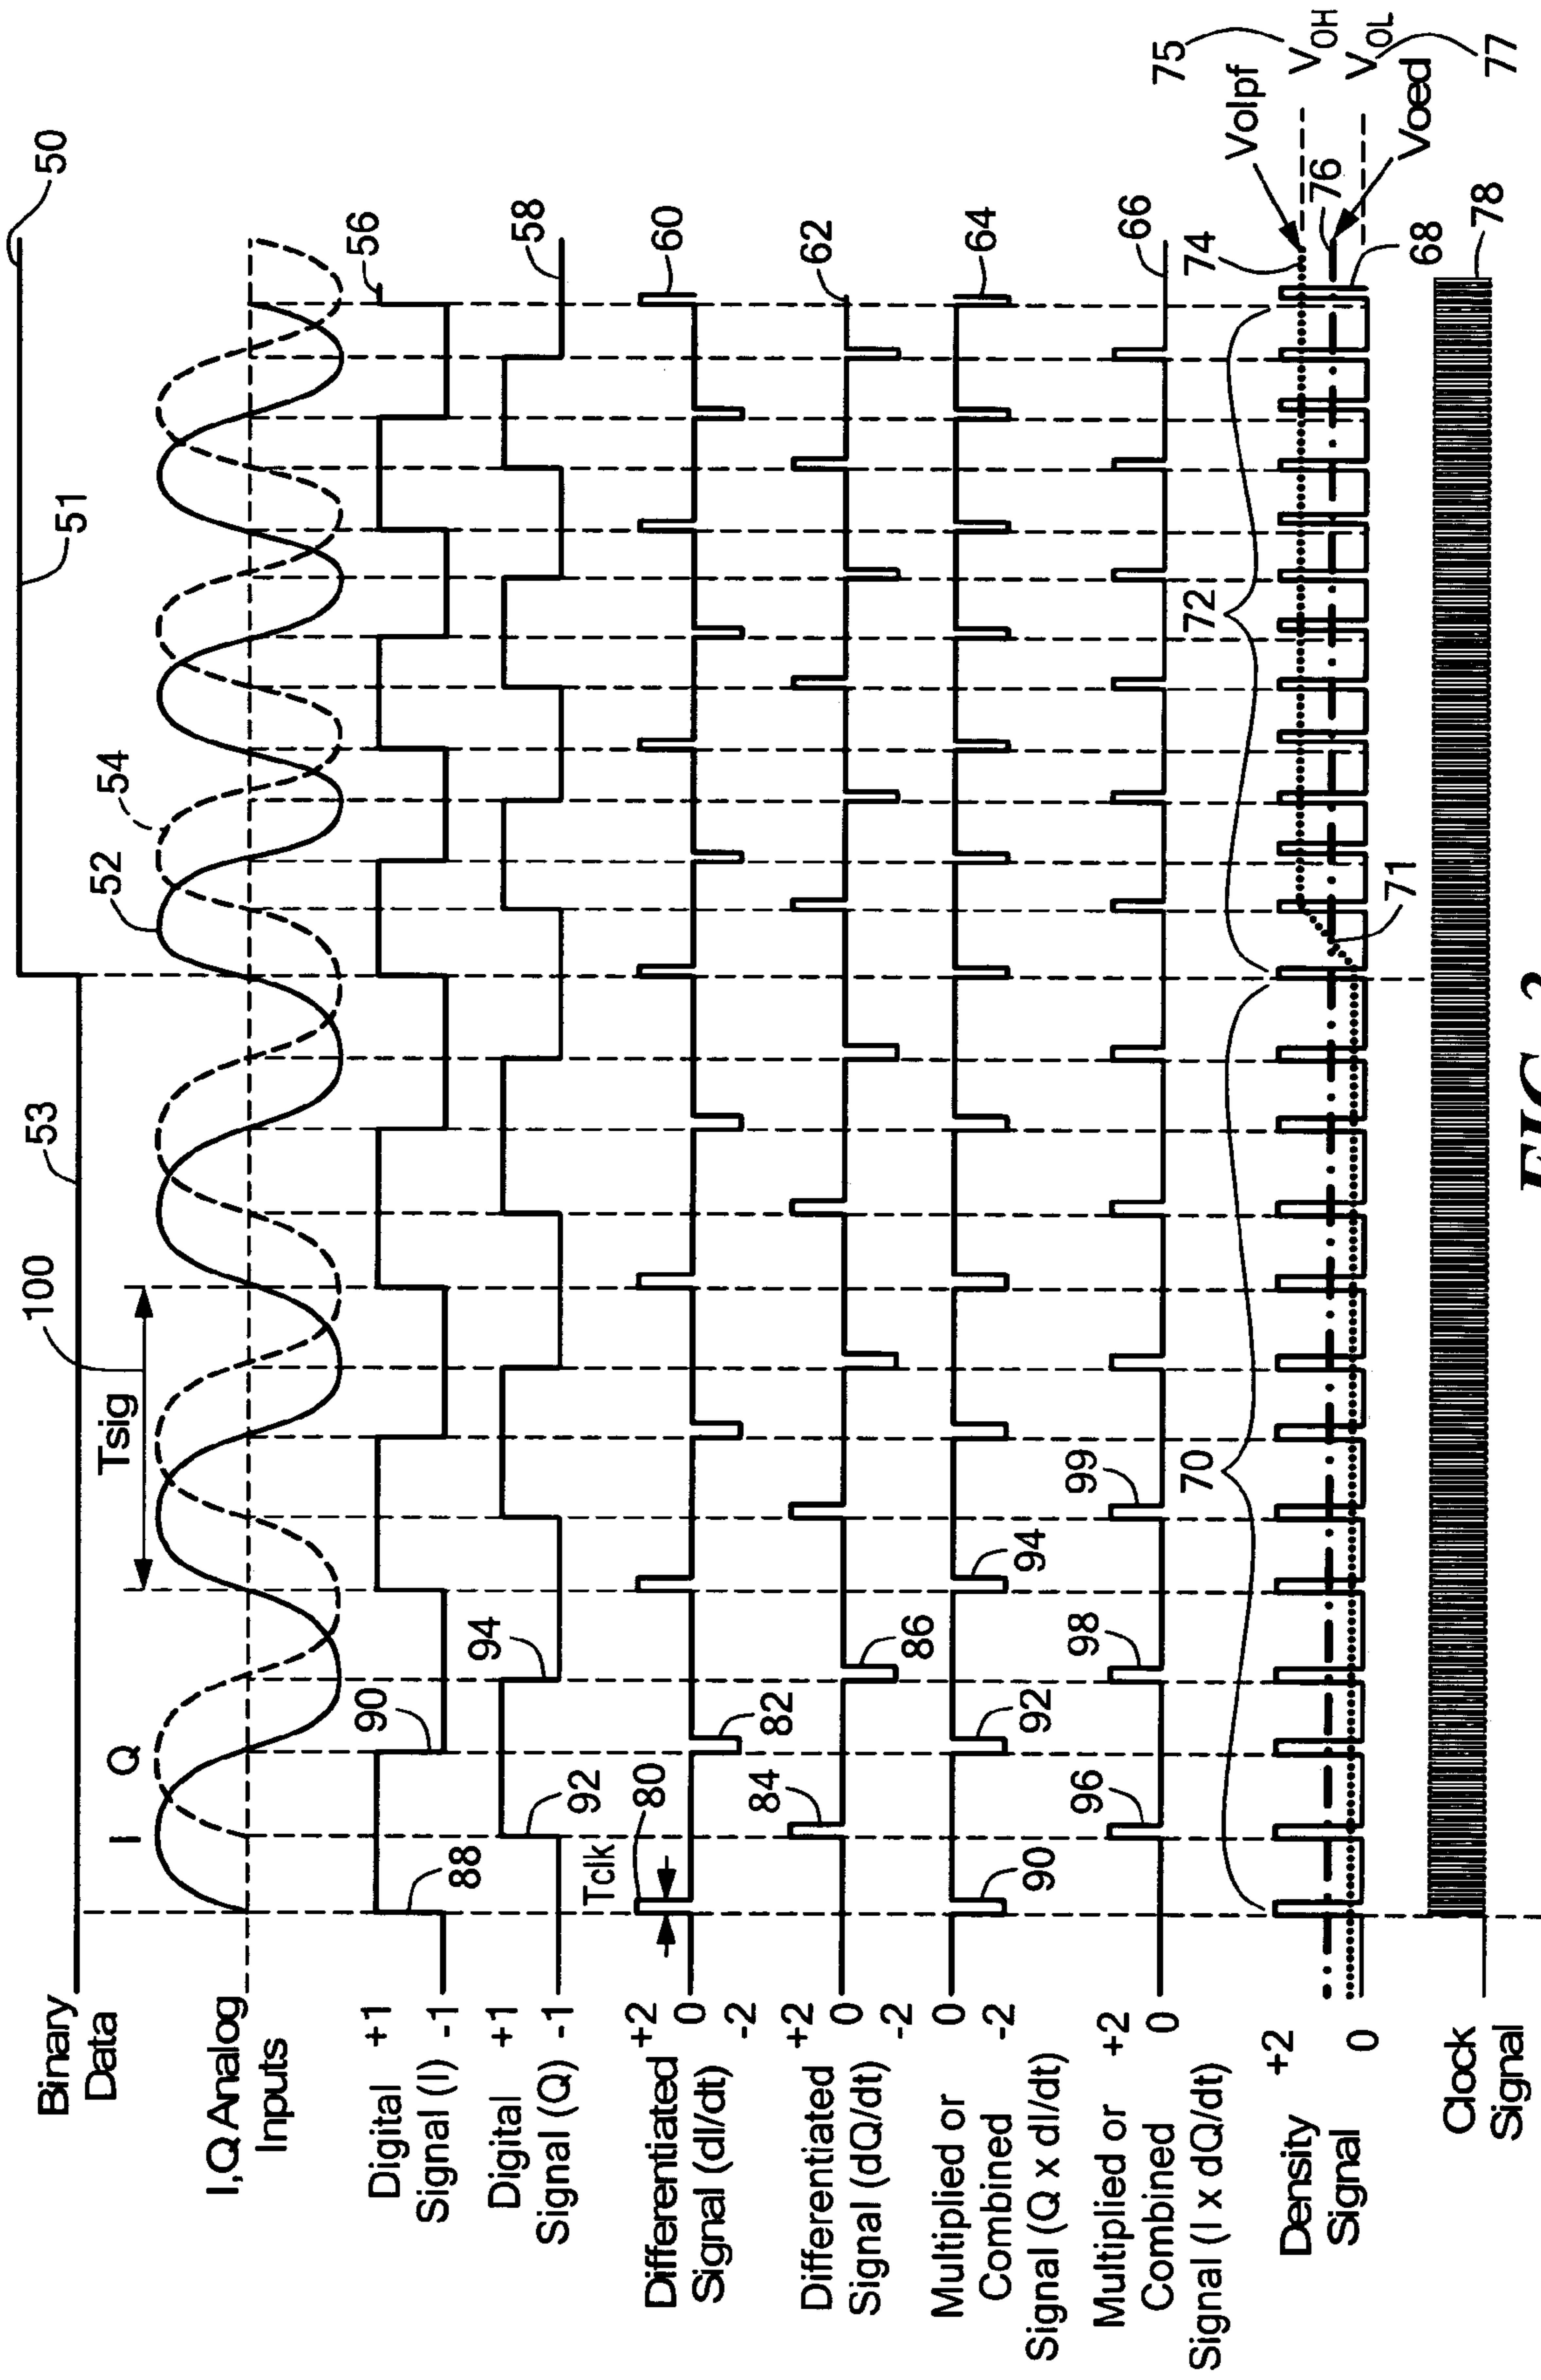 Binary
Data
50
51
53
I,Q Analog
Inputs
I
Q
Tsig
100
52
54
Digital
Signal (I)
+1
-1
88
90
56
Digital
Signal (Q)
+1
-1
92
94
58
Differentiated
Signal (dI/dt)
+2
0
-2
Tclk
80
82
60
Differentiated
Signal (dQ/dt)
+2
0
-2
84
86
62
Multiplied or
Combined
Signal (Q x dI/dt)
0
-2
90
92
94
64
Multiplied or
Combined
Signal (I x dQ/dt)
+2
0
96
98
99
66
Density
Signal
+2
0
70
72
71
74
Volpf
75
VOH
76
VOL
Voed
77
68
Clock
Signal
78